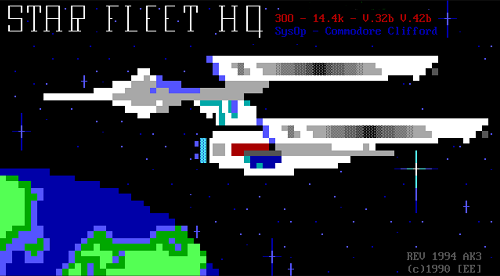 STAR FLEET HQ
300 - 14.4k - V.32b V.42b
SysOp - Commodore Clifford
REV 1994 AK3
(c)1990 [EE]